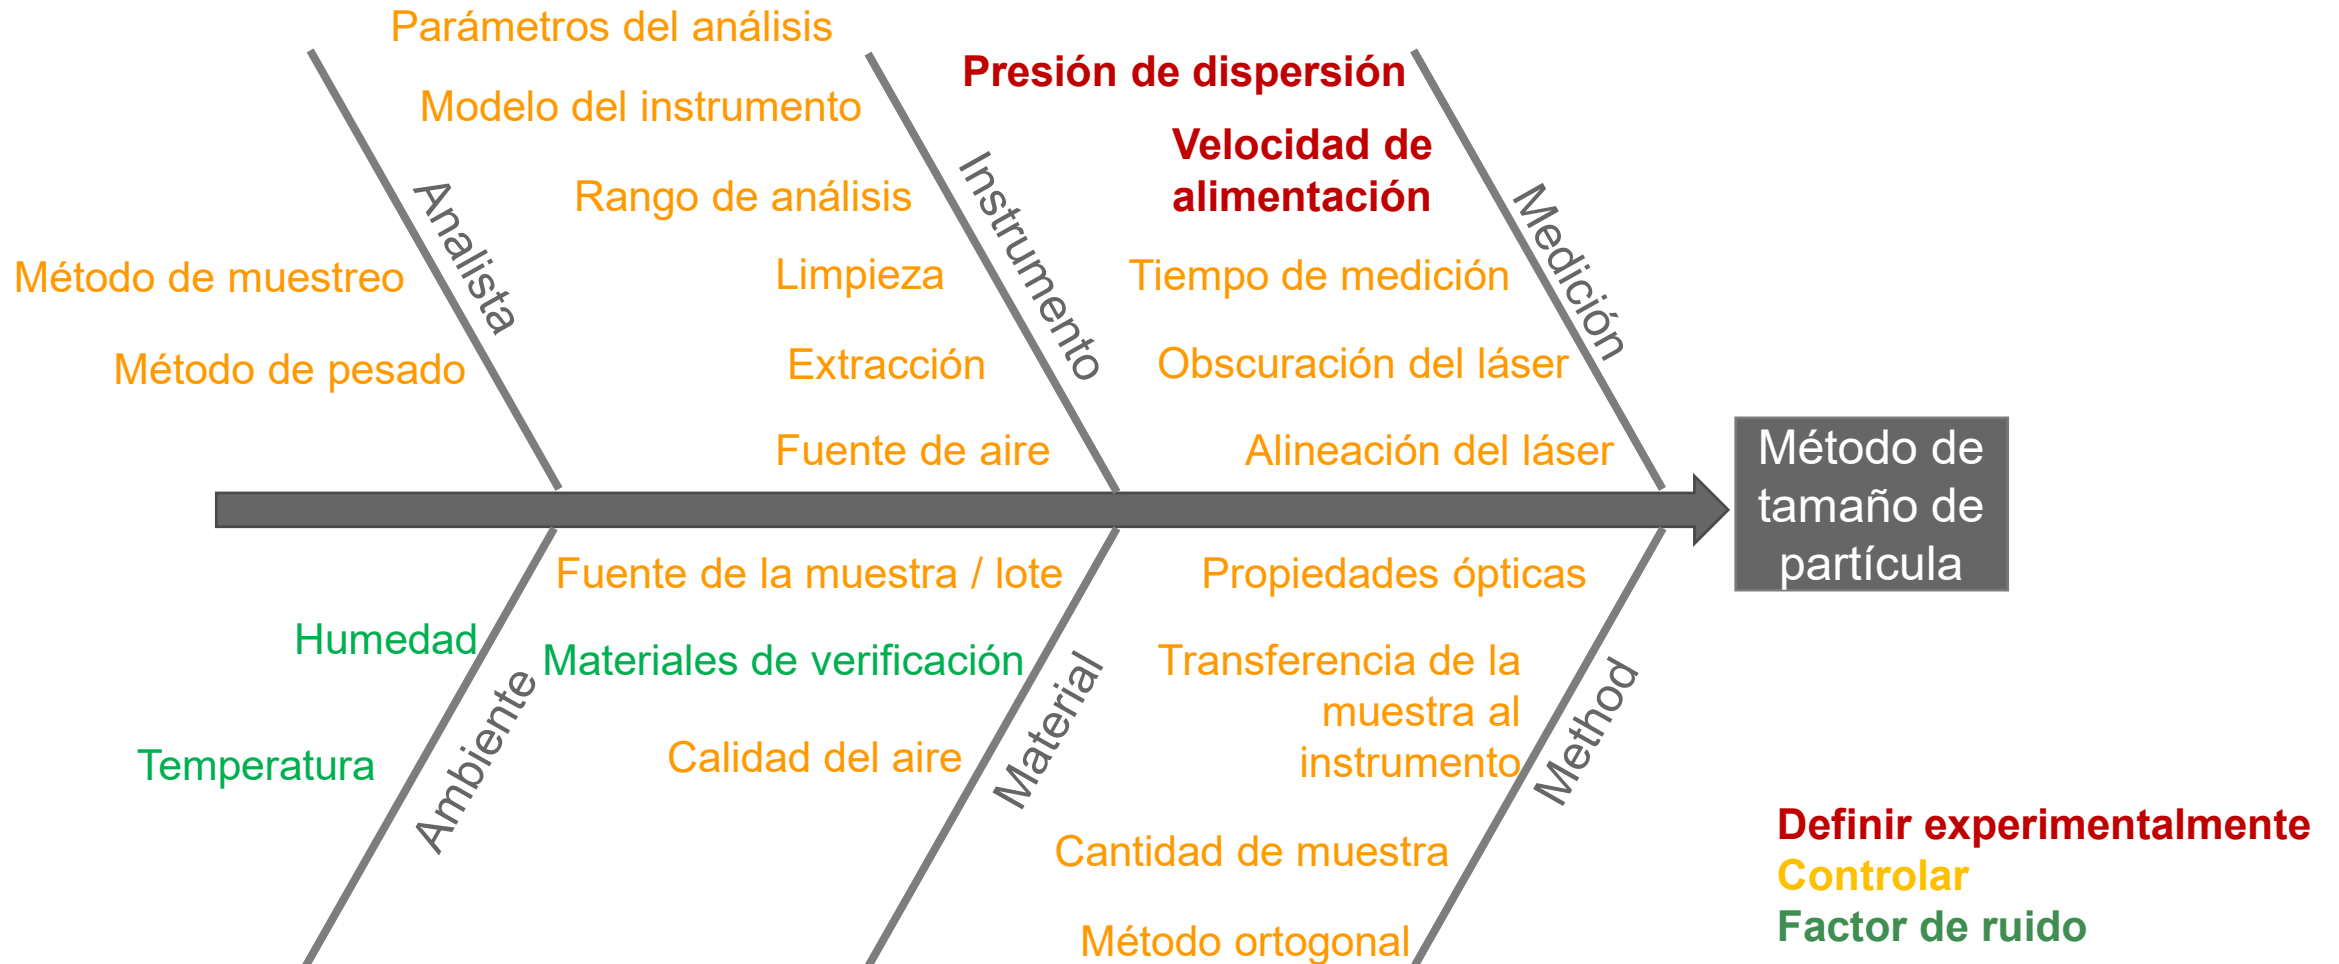 Parámetros del análisis
Modelo del instrumento
Rango de análisis
Limpieza
Extracción
Fuente de aire
Analista
Método de muestreo
Método de pesado
Instrumento
Presión de dispersión
Velocidad de
alimentación
Tiempo de medición
Obscuración del láser
Alineación del láser
Medición
Método de
tamaño de
partícula
Humedad
Temperatura
Ambiente
Fuente de la muestra / lote
Materiales de verificación
Calidad del aire
Material
Propiedades ópticas
Transferencia de la
muestra al
instrumento
Cantidad de muestra
Método ortogonal
Method
Definir experimentalmente
Controlar
Factor de ruido